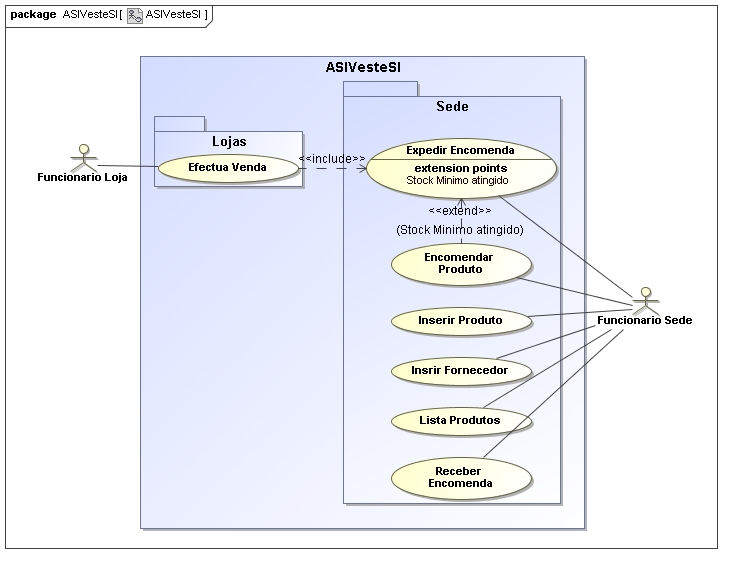 package ASIVesteSI[ ASIVesteSI ]
ASIVesteSI
Sede
Lojas
Expedir Encomenda
extension points
Stock Minimo atingido
<<include>>
Efectua Venda
Funcionario Loja
<<extend>>
(Stock Minimo atingido)
Encomendar
Produto
Inserir Produto
Funcionario Sede
Insrir Fornecedor
Lista Produtos
Receber
Encomenda